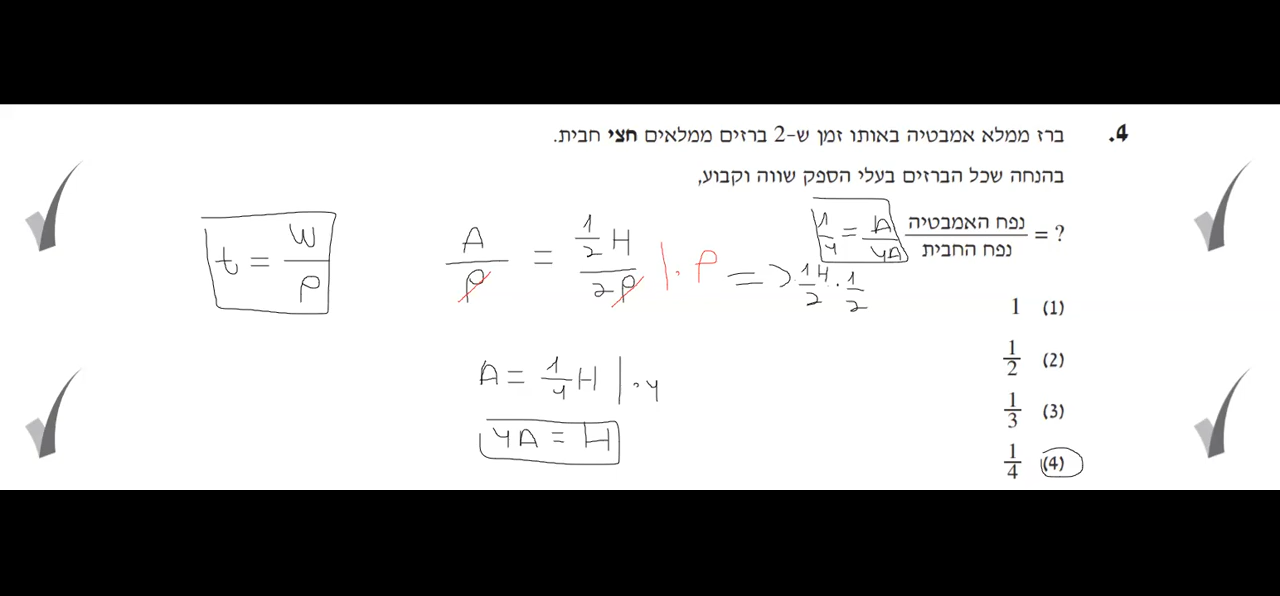 4. ברז ממלא אמבטיה באותו זמן ש-2 ברזים ממלאים חצי חבית.
בהנחה שכל הברזים בעלי הספק שווה וקבוע,
נפח האמבטיה / נפח החבית = ?
1/4 = A/4A
t = W/P
A/P = 1/2 H / 2P | · P => 1H/2 · 1/2
A = 1/4 H | · 4
4A = H
(1) 1
(2) 1/2
(3) 1/3
(4) 1/4